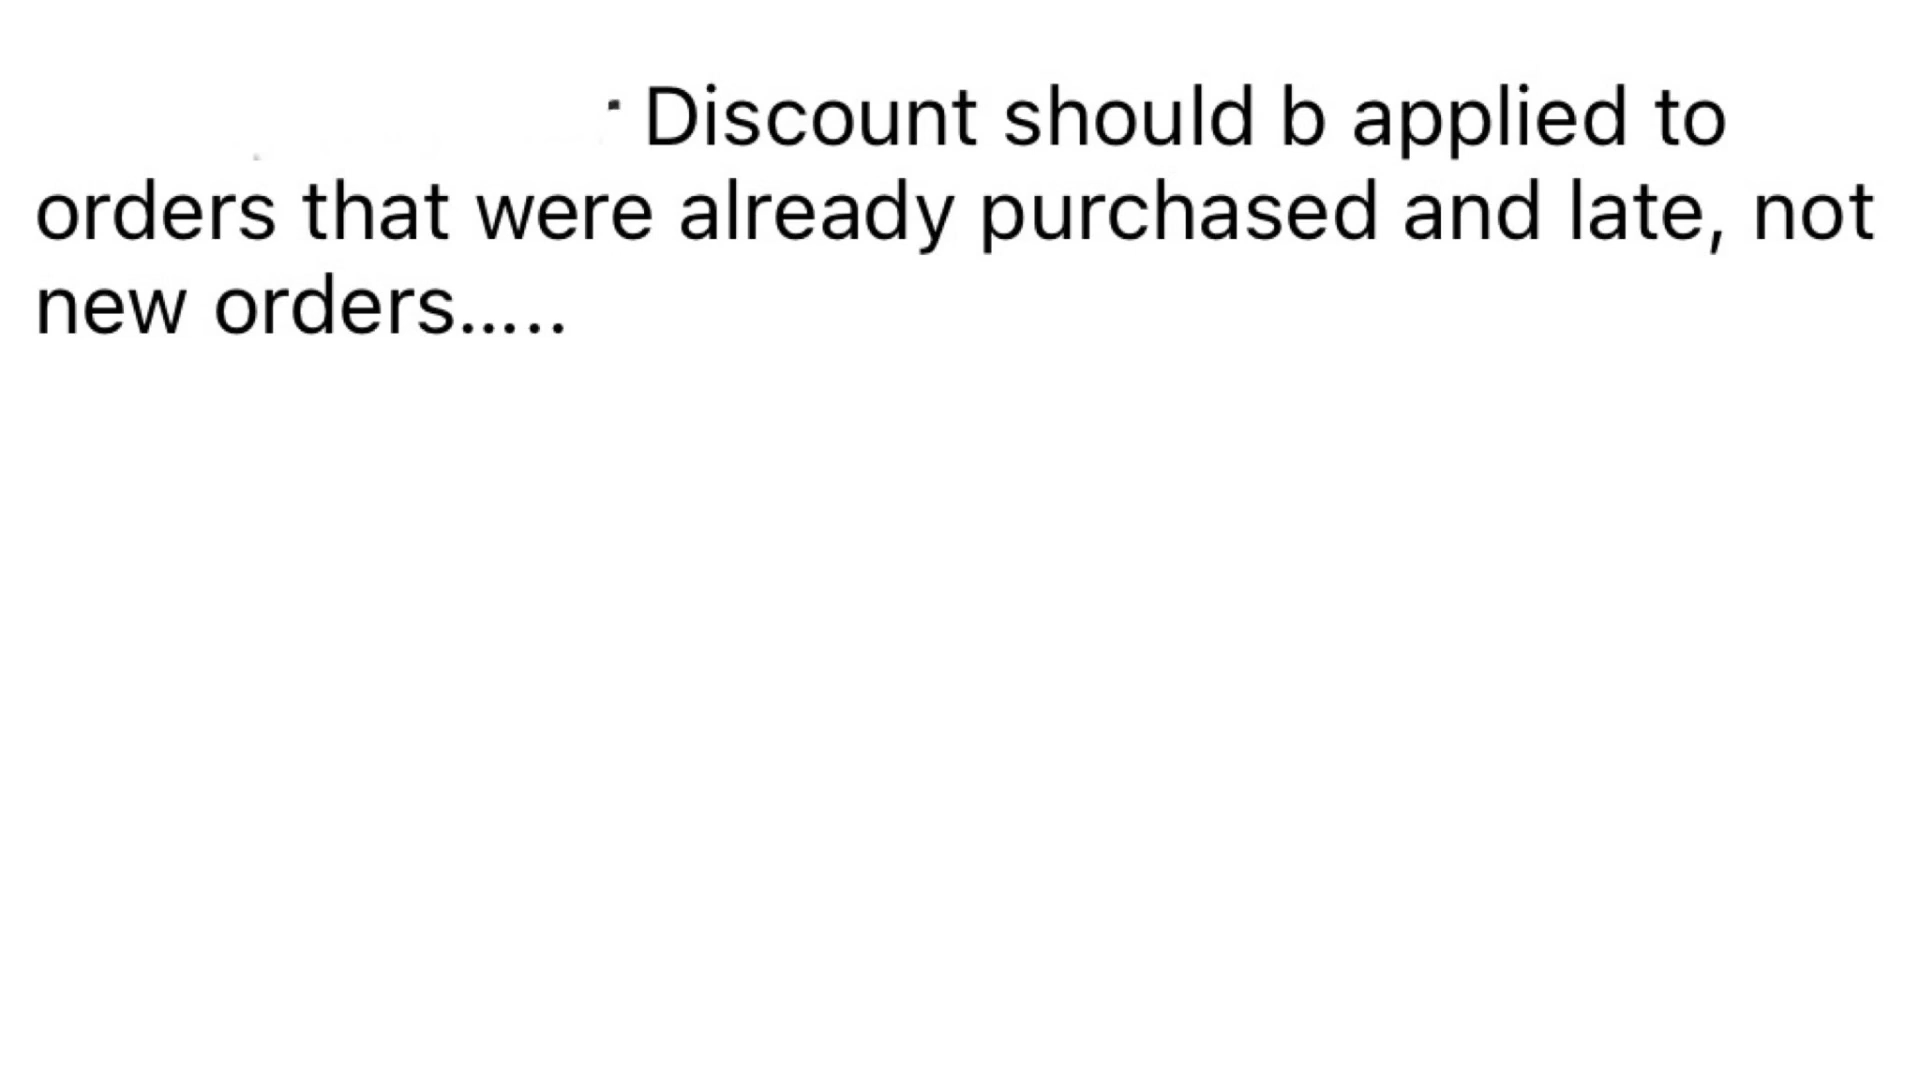 Discount should b applied to
orders that were already purchased and late, not
new orders.....